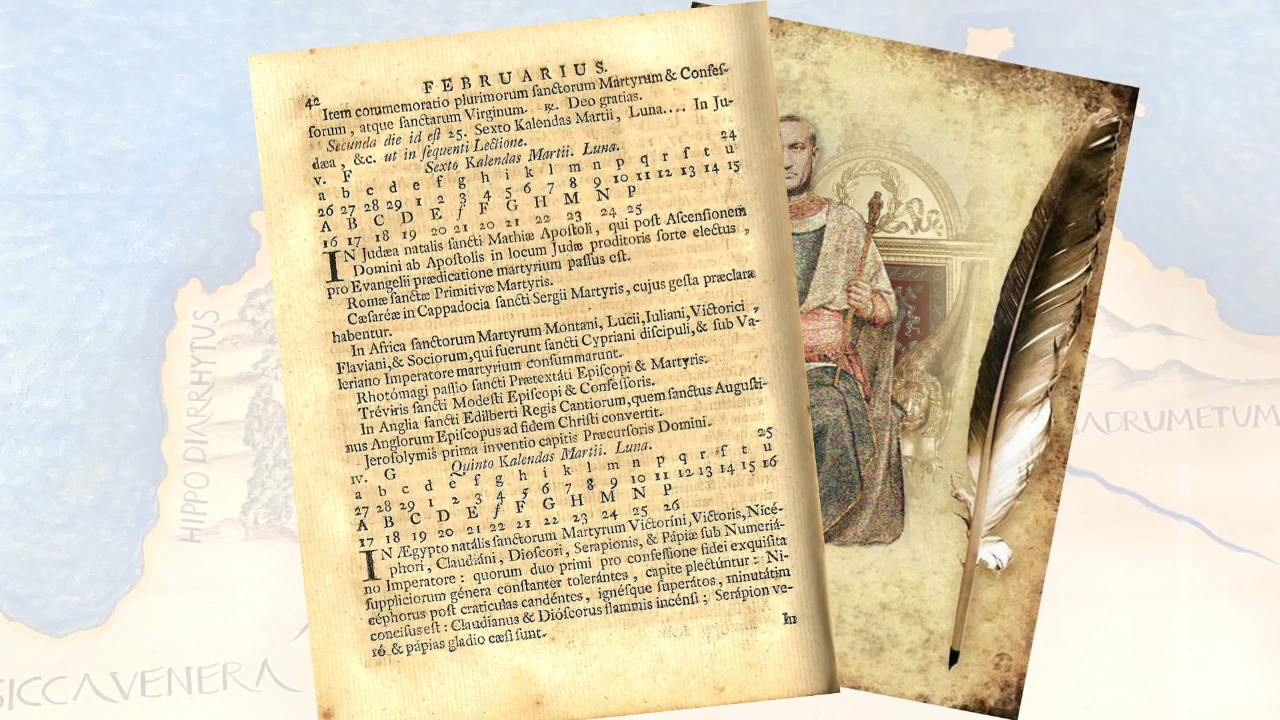 42
FEBRUARIUS.
Item commemoratio plurimorum ſanctorum Martyrum & Confeſ-
ſorum, atque ſanctarum Virginum. ℟. Deo gratias.
Secunda die id eſt 25. Sexto Kalendas Martii, Luna.... In Ju-
dæa, &c. ut in ſequenti Lectione.
v. F Sexto Kalendas Martii. Luna. 24
a b c d e f g h i k l m n p q r ſ t u
26 27 28 29 1 2 3 4 5 6 7 8 9 10 11 12 13 14 15
A B C D E f F G H M N P
16 17 18 19 20 21 20 21 22 23 24 25
IN Judæa natalis ſancti Mathiæ Apoſtoli, qui poſt Aſcenſionem
Domini ab Apoſtolis in locum Judæ proditoris ſorte electus,
pro Evangelii prædicatione martyrium paſſus eſt.
Romæ ſanctæ Primitivæ Martyris.
Cæſaréæ in Cappadocia ſancti Sergii Martyris, cujus geſta præclara
habentur.
In Africa ſanctorum Martyrum Montani, Lucii, Iuliani, Victorici,
Flaviani, & Sociorum, qui fuerunt ſancti Cypriani diſcipuli, & ſub Va-
leriano Imperatore martyrium conſummarunt.
Rhotómagi paſſio ſancti Prætextáti Epiſcopi & Martyris.
Tréviris ſancti Modeſti Epiſcopi & Confeſſoris.
In Anglia ſancti Edilberti Regis Cantiorum, quem ſanctus Auguſti-
nus Anglorum Epiſcopus ad fidem Chriſti convertit.
Jeroſolymis prima inventio capitis Præcurſoris Domini.
IV. G Quinto Kalendas Martii. Luna. 25
a b c d e f g h i k l m n p q r ſ t u
27 28 29 1 2 3 4 5 6 7 8 9 10 11 12 13 14 15 16
A B C D E f F G H M N P
17 18 19 20 21 22 21 22 23 24 25 26
IN Ægypto natális ſanctorum Martyrum Victoríni, Victoris, Nicé-
phori, Claudiáni, Dioſcori, Serapionis, & Pápiæ ſub Numeriá-
no Imperatore: quorum duo primi pro confeſſione fidei exquiſita
ſuppliciorum génera conſtanter tolerántes, capite plectúntur: Ni-
céphorus poſt craticulas candéntes, ignéſque ſuperátos, minutátim
conciſus eſt: Claudianus & Dióſcorus flammis incénſi; Serápion ve-
ró & pápias gladio cæſi ſunt.
In
HIPPO DIARRHYTUS
HADRUMETUM
SICCA VENERA